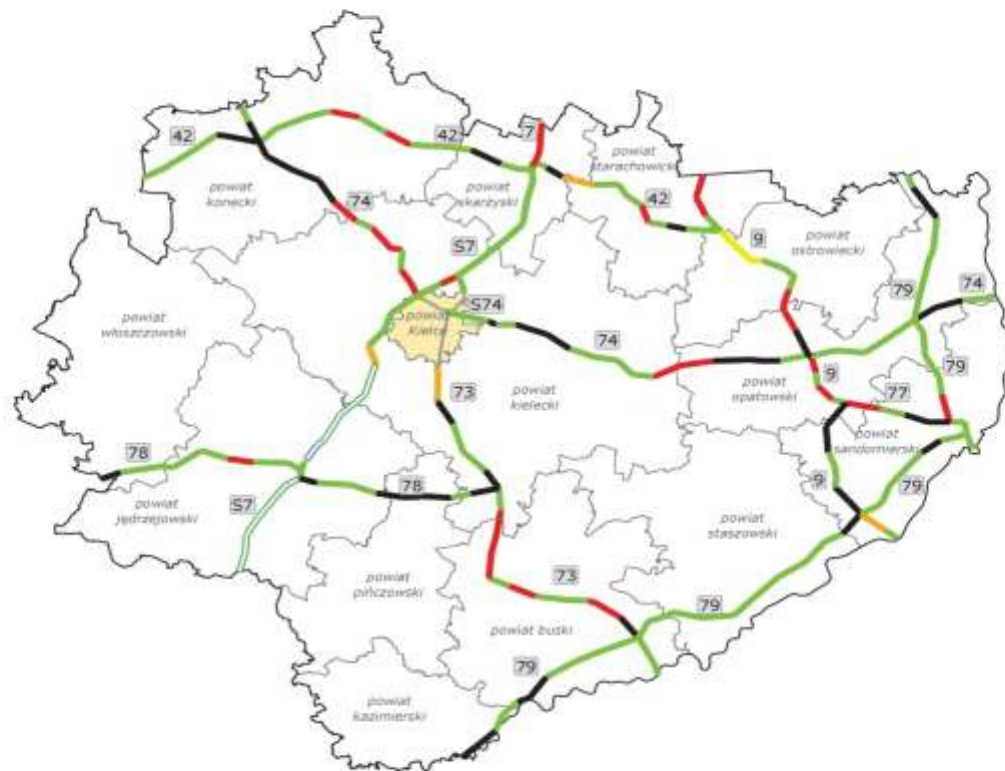 42
42
7
powiat
starachowicki
powiat
konecki
74
powiat
skarżyski
42
S7
9
powiat
ostrowiecki
79
74
S74
powiat
Kielce
powiat
włoszczowski
74
73
powiat
kielecki
9
79
powiat
opatowski
77
powiat
sandomierski
78
78
9
79
S7
powiat
jędrzejowski
powiat
staszowski
powiat
pińczowski
73
79
powiat buski
79
powiat
kazimierski